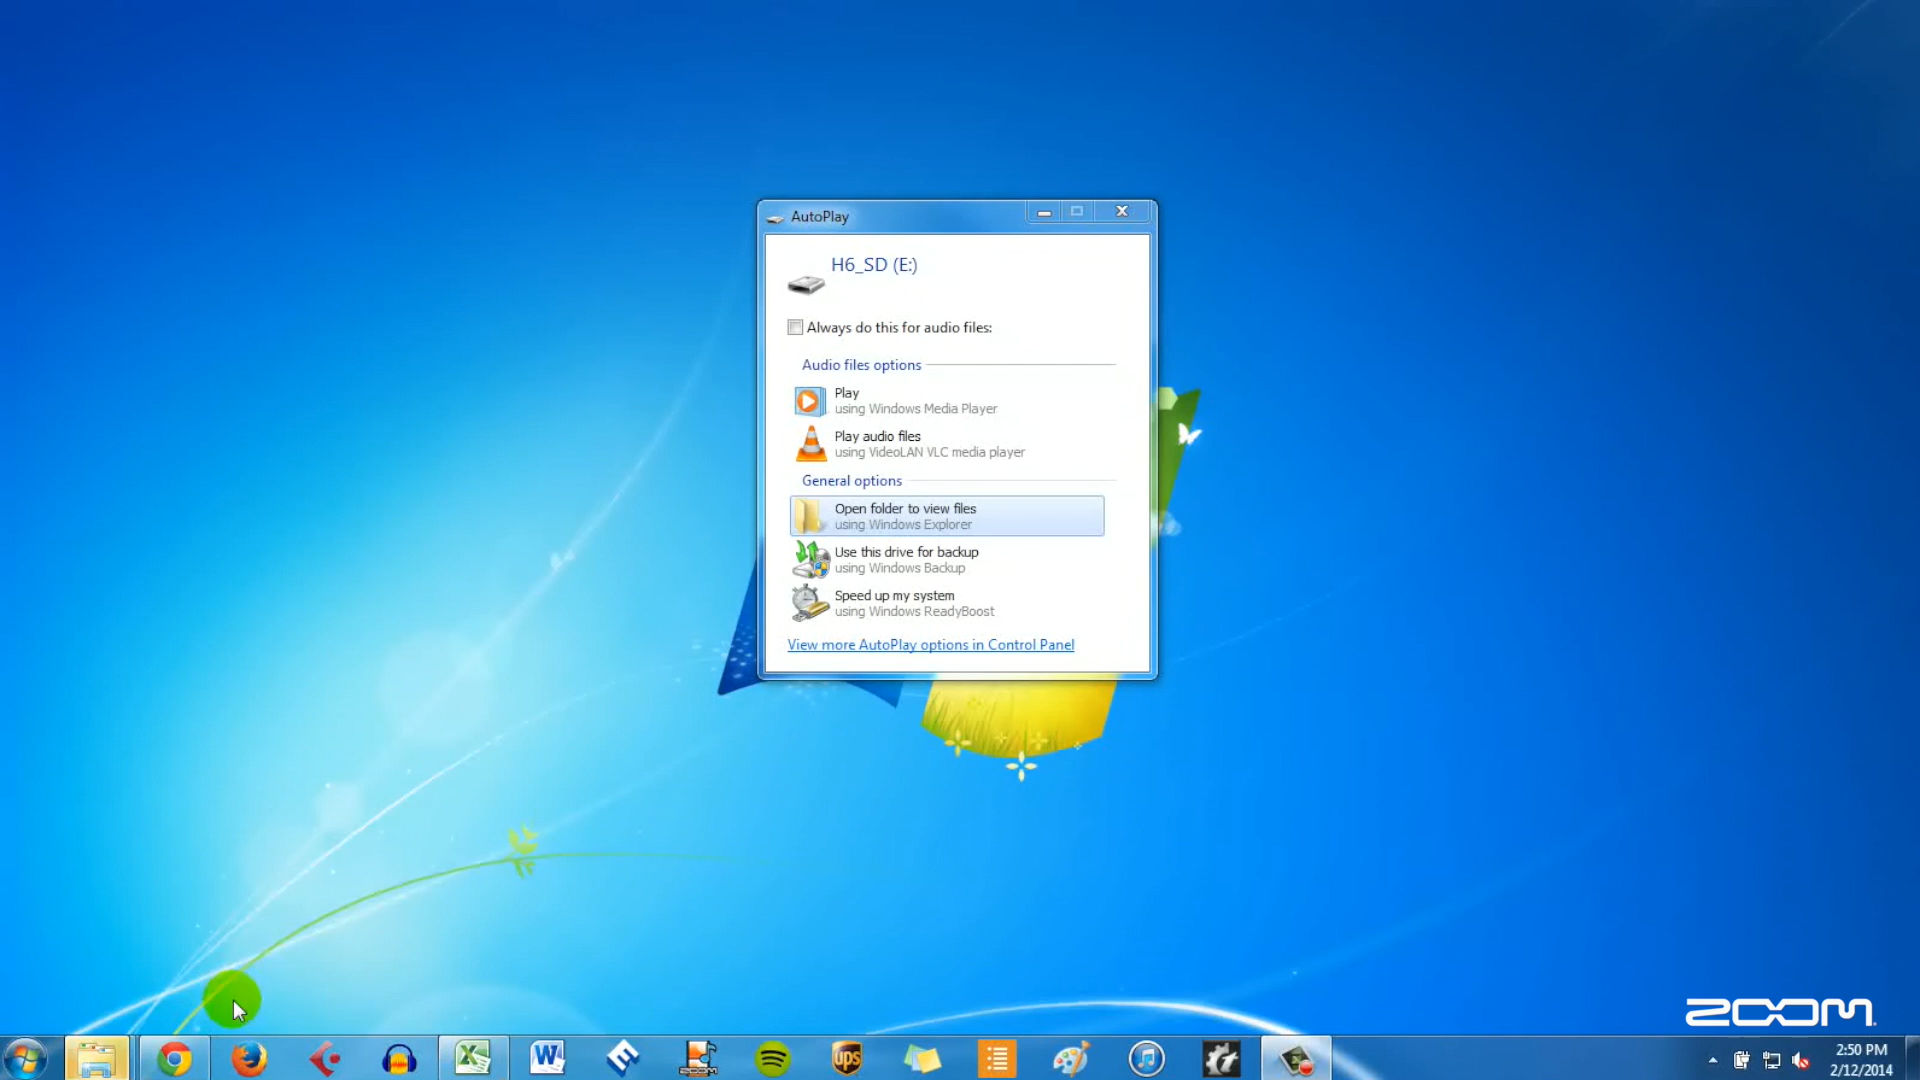 AutoPlay
H6_SD (E:)
Always do this for audio files:
Audio files options
Play
using Windows Media Player
Play audio files
using VideoLAN VLC media player
General options
Open folder to view files
using Windows Explorer
Use this drive for backup
using Windows Backup
Speed up my system
using Windows ReadyBoost
View more AutoPlay options in Control Panel
ZOOM
ups
ZOOM
2:50 PM
2/12/2014